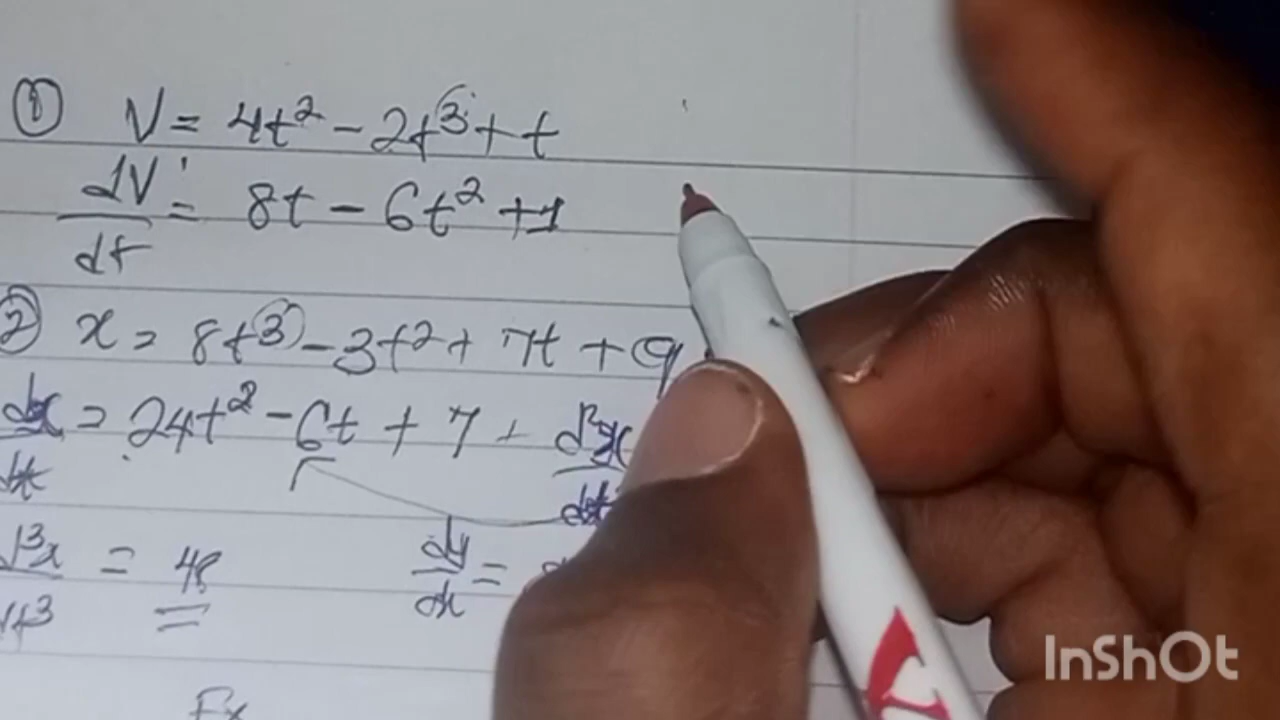 ① V = 4t² - 2t³ + t
dV/dt = 8t - 6t² + 1
② x = 8t³ - 3t² + 7t + 9
dx/dt = 24t² - 6t + 7 + d²x
d³x/dt³ = 48
dy/dx =
InShOt